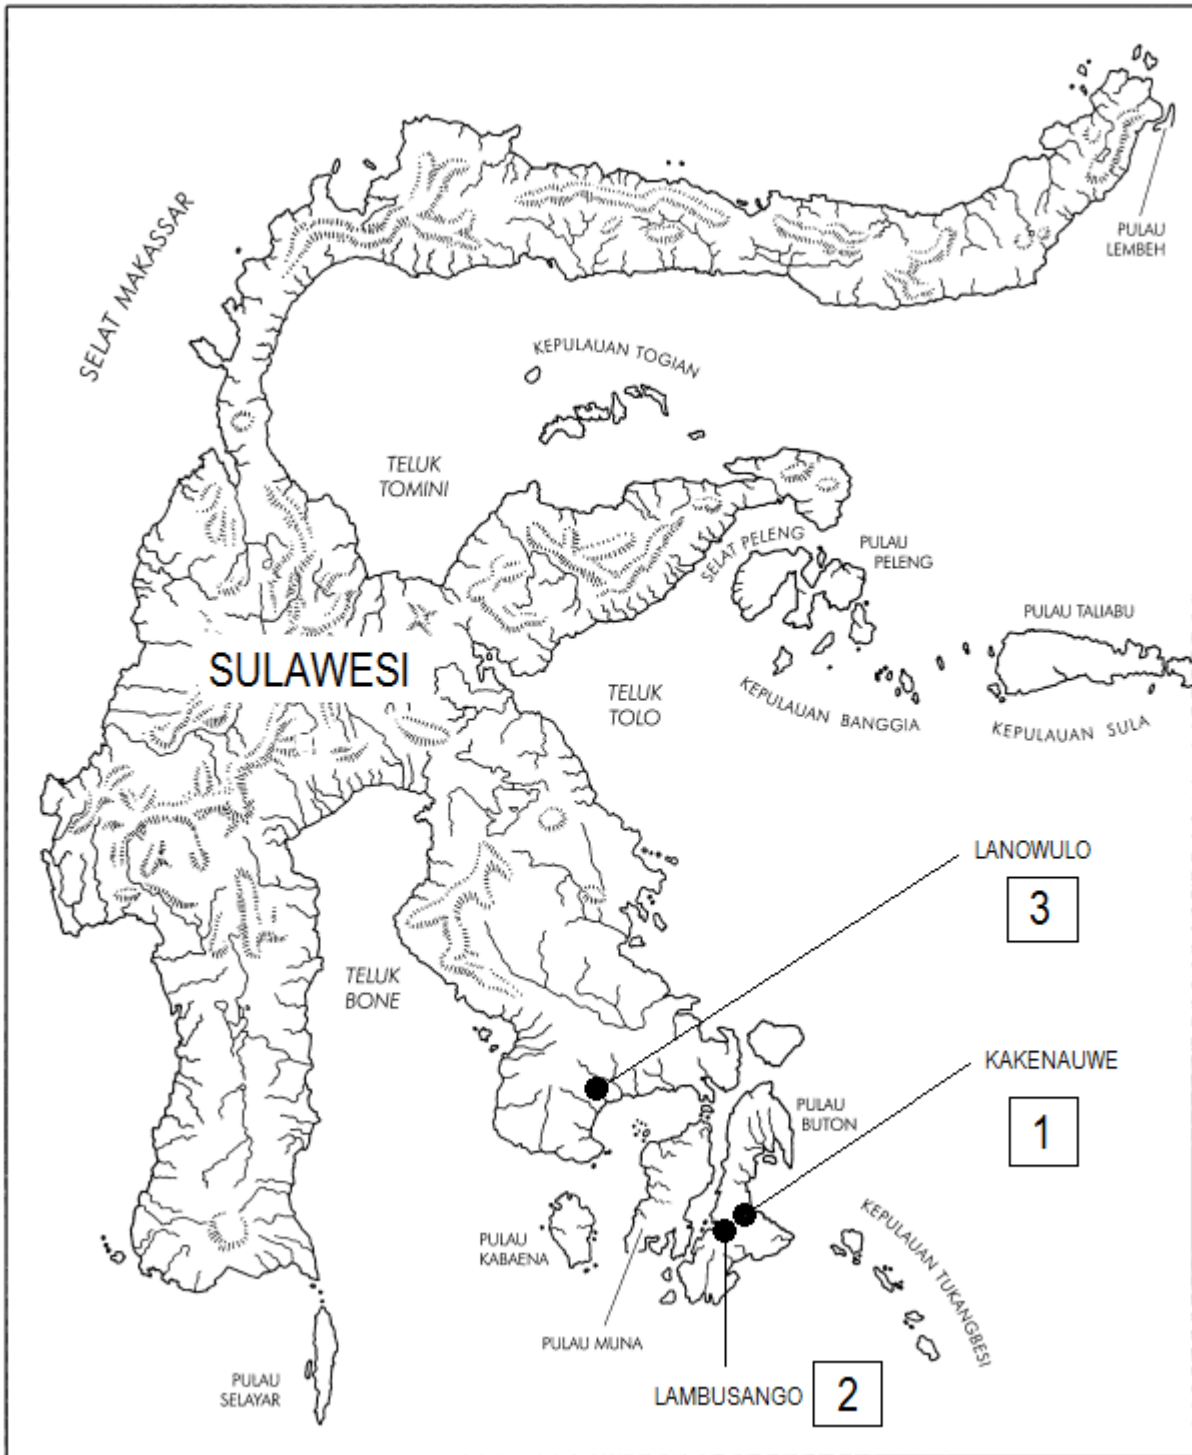 PULAU
LEMBEH
SELAT MAKASSAR
KEPULAUAN TOGIAN
TELUK
TOMINI
SELAT PELENG
PULAU
PELENG
PULAU TALIABU
SULAWESI
TELUK
TOLO
KEPULAUAN BANGGIA
KEPULAUAN SULA
LANOWULO
3
TELUK
BONE
KAKENAUWE
1
PULAU
BUTON
PULAU
KABAENA
KEPULAUAN TUKANGBESI
PULAU MUNA
PULAU
SELAYAR
LAMBUSANGO
2